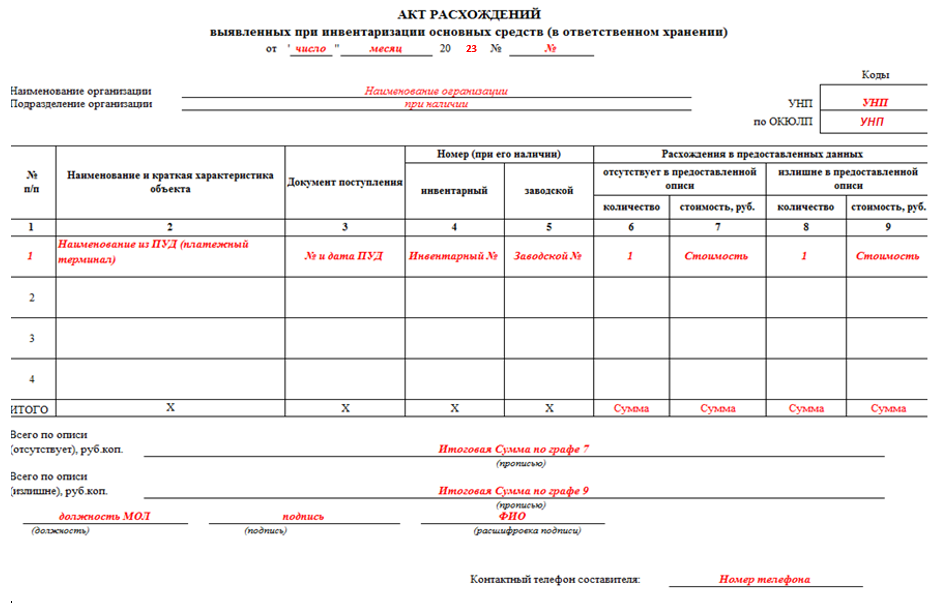 АКТ РАСХОЖДЕНИЙ
выявленных при инвентаризации основных средств (в ответственном хранении)
от ' число " месяц 20 23 № №
Коды
Наименование организации Наименование огранизации
Подразделение организации при наличии
УНП УНП
по ОКЮЛП УНП
№ п/п Наименование и краткая характеристика объекта Документ поступления Номер (при его наличии) Расхождения в предоставленных данных
инвентарный заводской отсутствует в предоставленной описи излишне в предоставленной описи
количество стоимость, руб. количество стоимость, руб.
1 2 3 4 5 6 7 8 9
1 Наименование из ПУД (платежный терминал) № и дата ПУД Инвентарный № Заводской № 1 Стоимость 1 Стоимость
2
3
4
ИТОГО X X X X Сумма Сумма Сумма Сумма
Всего по описи
(отсутствует), руб.коп. Итоговая Сумма по графе 7
(прописью)
Всего по описи
(излишне), руб.коп. Итоговая Сумма по графе 9
(прописью)
должность МОЛ подпись ФИО
(должность) (подпись) (расшифровка подписи)
Контактный телефон составителя: Номер телефона